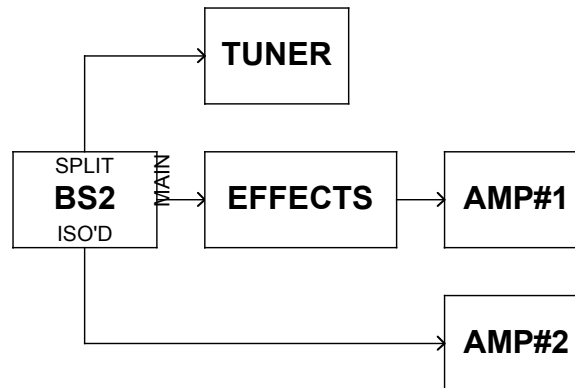 TUNER
SPLIT
BS2
ISO'D
MAIN
EFFECTS
AMP#1
AMP#2